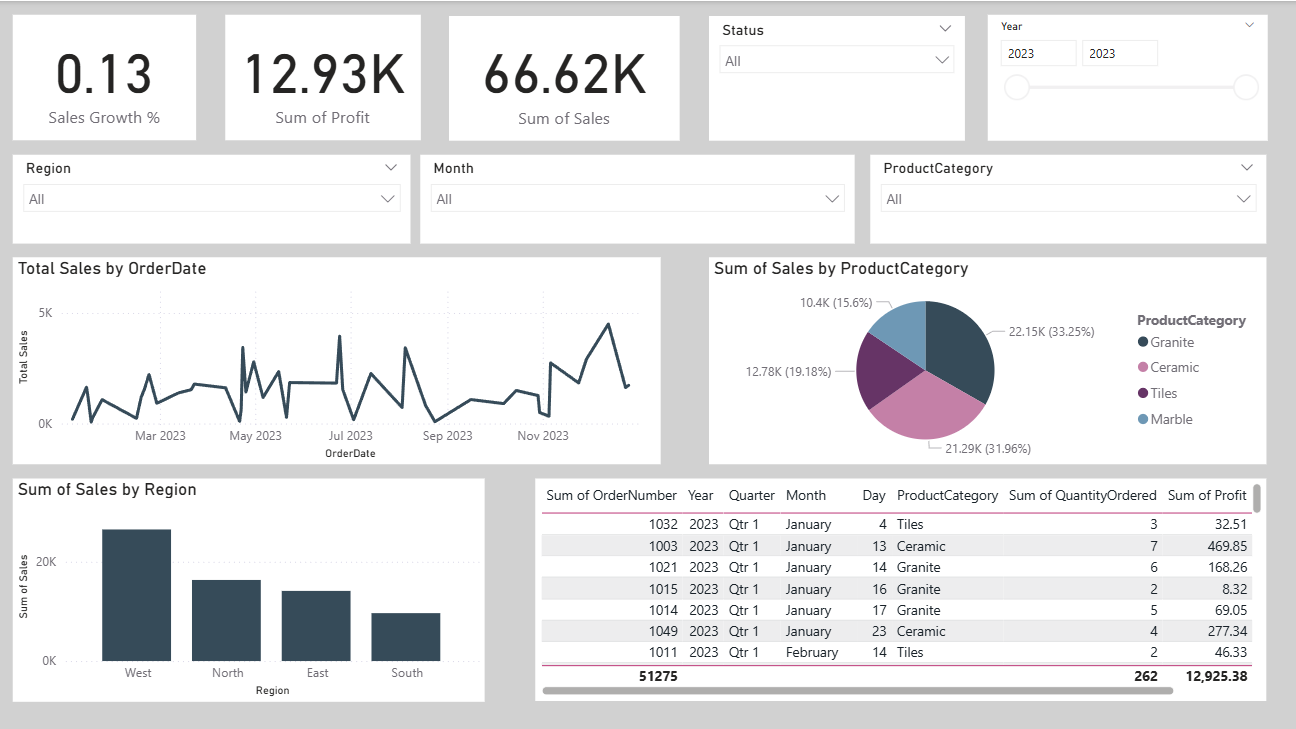 0.13
Sales Growth %
12.93K
Sum of Profit
66.62K
Sum of Sales
Status
All
Year
2023 2023
Region
All
Month
All
ProductCategory
All
Total Sales by OrderDate
Total Sales
5K
0K
Mar 2023 May 2023 Jul 2023 Sep 2023 Nov 2023
OrderDate
Sum of Sales by ProductCategory
10.4K (15.6%)
22.15K (33.25%)
12.78K (19.18%)
21.29K (31.96%)
ProductCategory
Granite
Ceramic
Tiles
Marble
Sum of Sales by Region
Sum of Sales
20K
0K
West North East South
Region
Sum of OrderNumber Year Quarter Month Day ProductCategory Sum of QuantityOrdered Sum of Profit
1032 2023 Qtr 1 January 4 Tiles 3 32.51
1003 2023 Qtr 1 January 13 Ceramic 7 469.85
1021 2023 Qtr 1 January 14 Granite 6 168.26
1015 2023 Qtr 1 January 16 Granite 2 8.32
1014 2023 Qtr 1 January 17 Granite 5 69.05
1049 2023 Qtr 1 January 23 Ceramic 4 277.34
1011 2023 Qtr 1 February 14 Tiles 2 46.33
51275 262 12,925.38